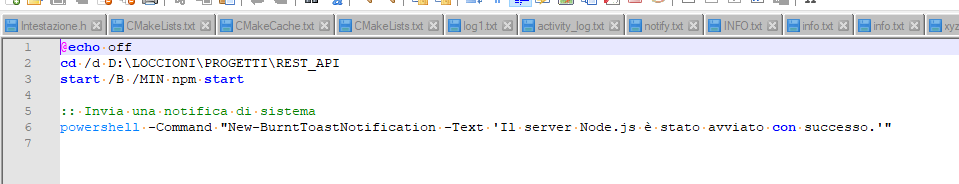 Intestazione.h CMakeLists.txt CMakeCache.txt CMakeLists.txt log1.txt activity_log.txt notify.txt INFO.txt info.txt info.txt xyz
1 @echo off
2 cd /d D:\LOCCIONI\PROGETTI\REST_API
3 start /B /MIN npm start
4
5 :: Invia una notifica di sistema
6 powershell -Command "New-BurntToastNotification -Text 'Il server Node.js è stato avviato con successo.'"
7